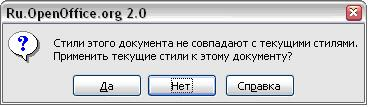 Ru.OpenOffice.org 2.0
Стили этого документа не совпадают с текущими стилями.
Применить текущие стили к этому документу?
Да Нет Справка